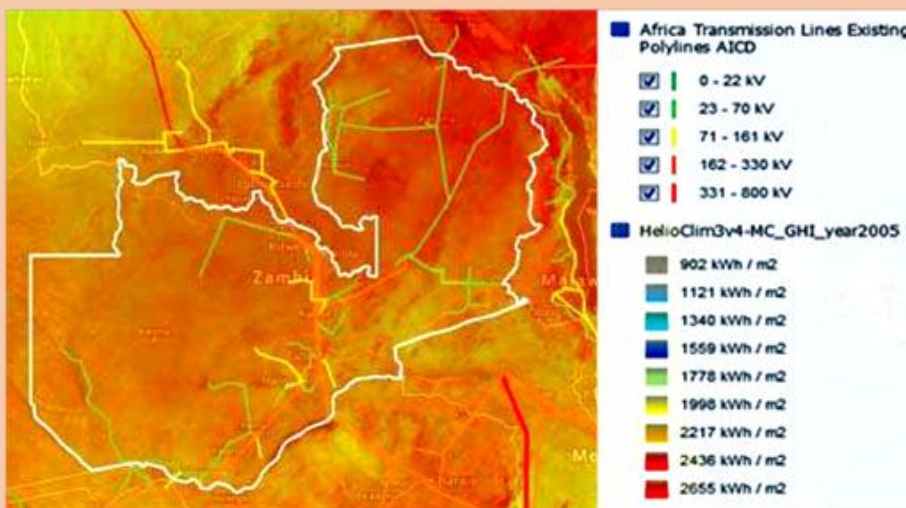 Zambi
Africa Transmission Lines Existing
Polylines AICD
0 - 22 kV
23 - 70 kV
71 - 161 kV
162 - 330 kV
331 - 800 kV
HelioClim3v4-MC_GHI_year2005
902 kWh / m2
1121 kWh / m2
1340 kWh / m2
1559 kWh / m2
1778 kWh / m2
1998 kWh / m2
2217 kWh / m2
2436 kWh / m2
2655 kWh / m2